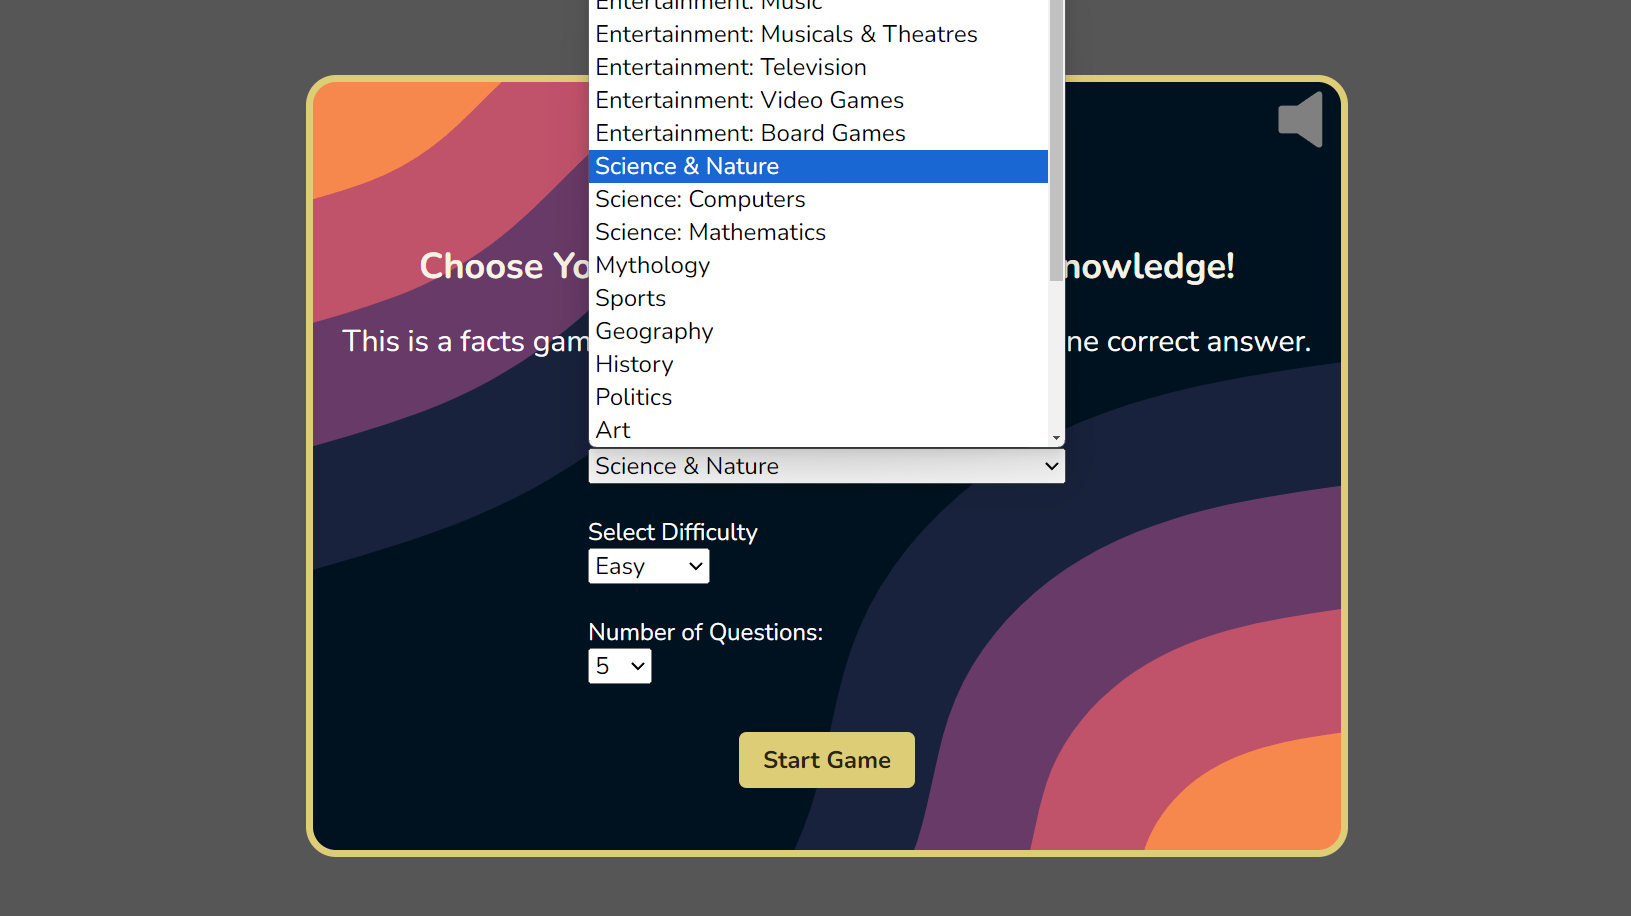 Entertainment: Music
Entertainment: Musicals & Theatres
Entertainment: Television
Entertainment: Video Games
Entertainment: Board Games
Science & Nature
Science: Computers
Science: Mathematics
Mythology
Sports
Geography
History
Politics
Art
Choose Yo nowledge!
This is a facts gam ne correct answer.
Science & Nature
Select Difficulty
Easy
Number of Questions:
5
Start Game